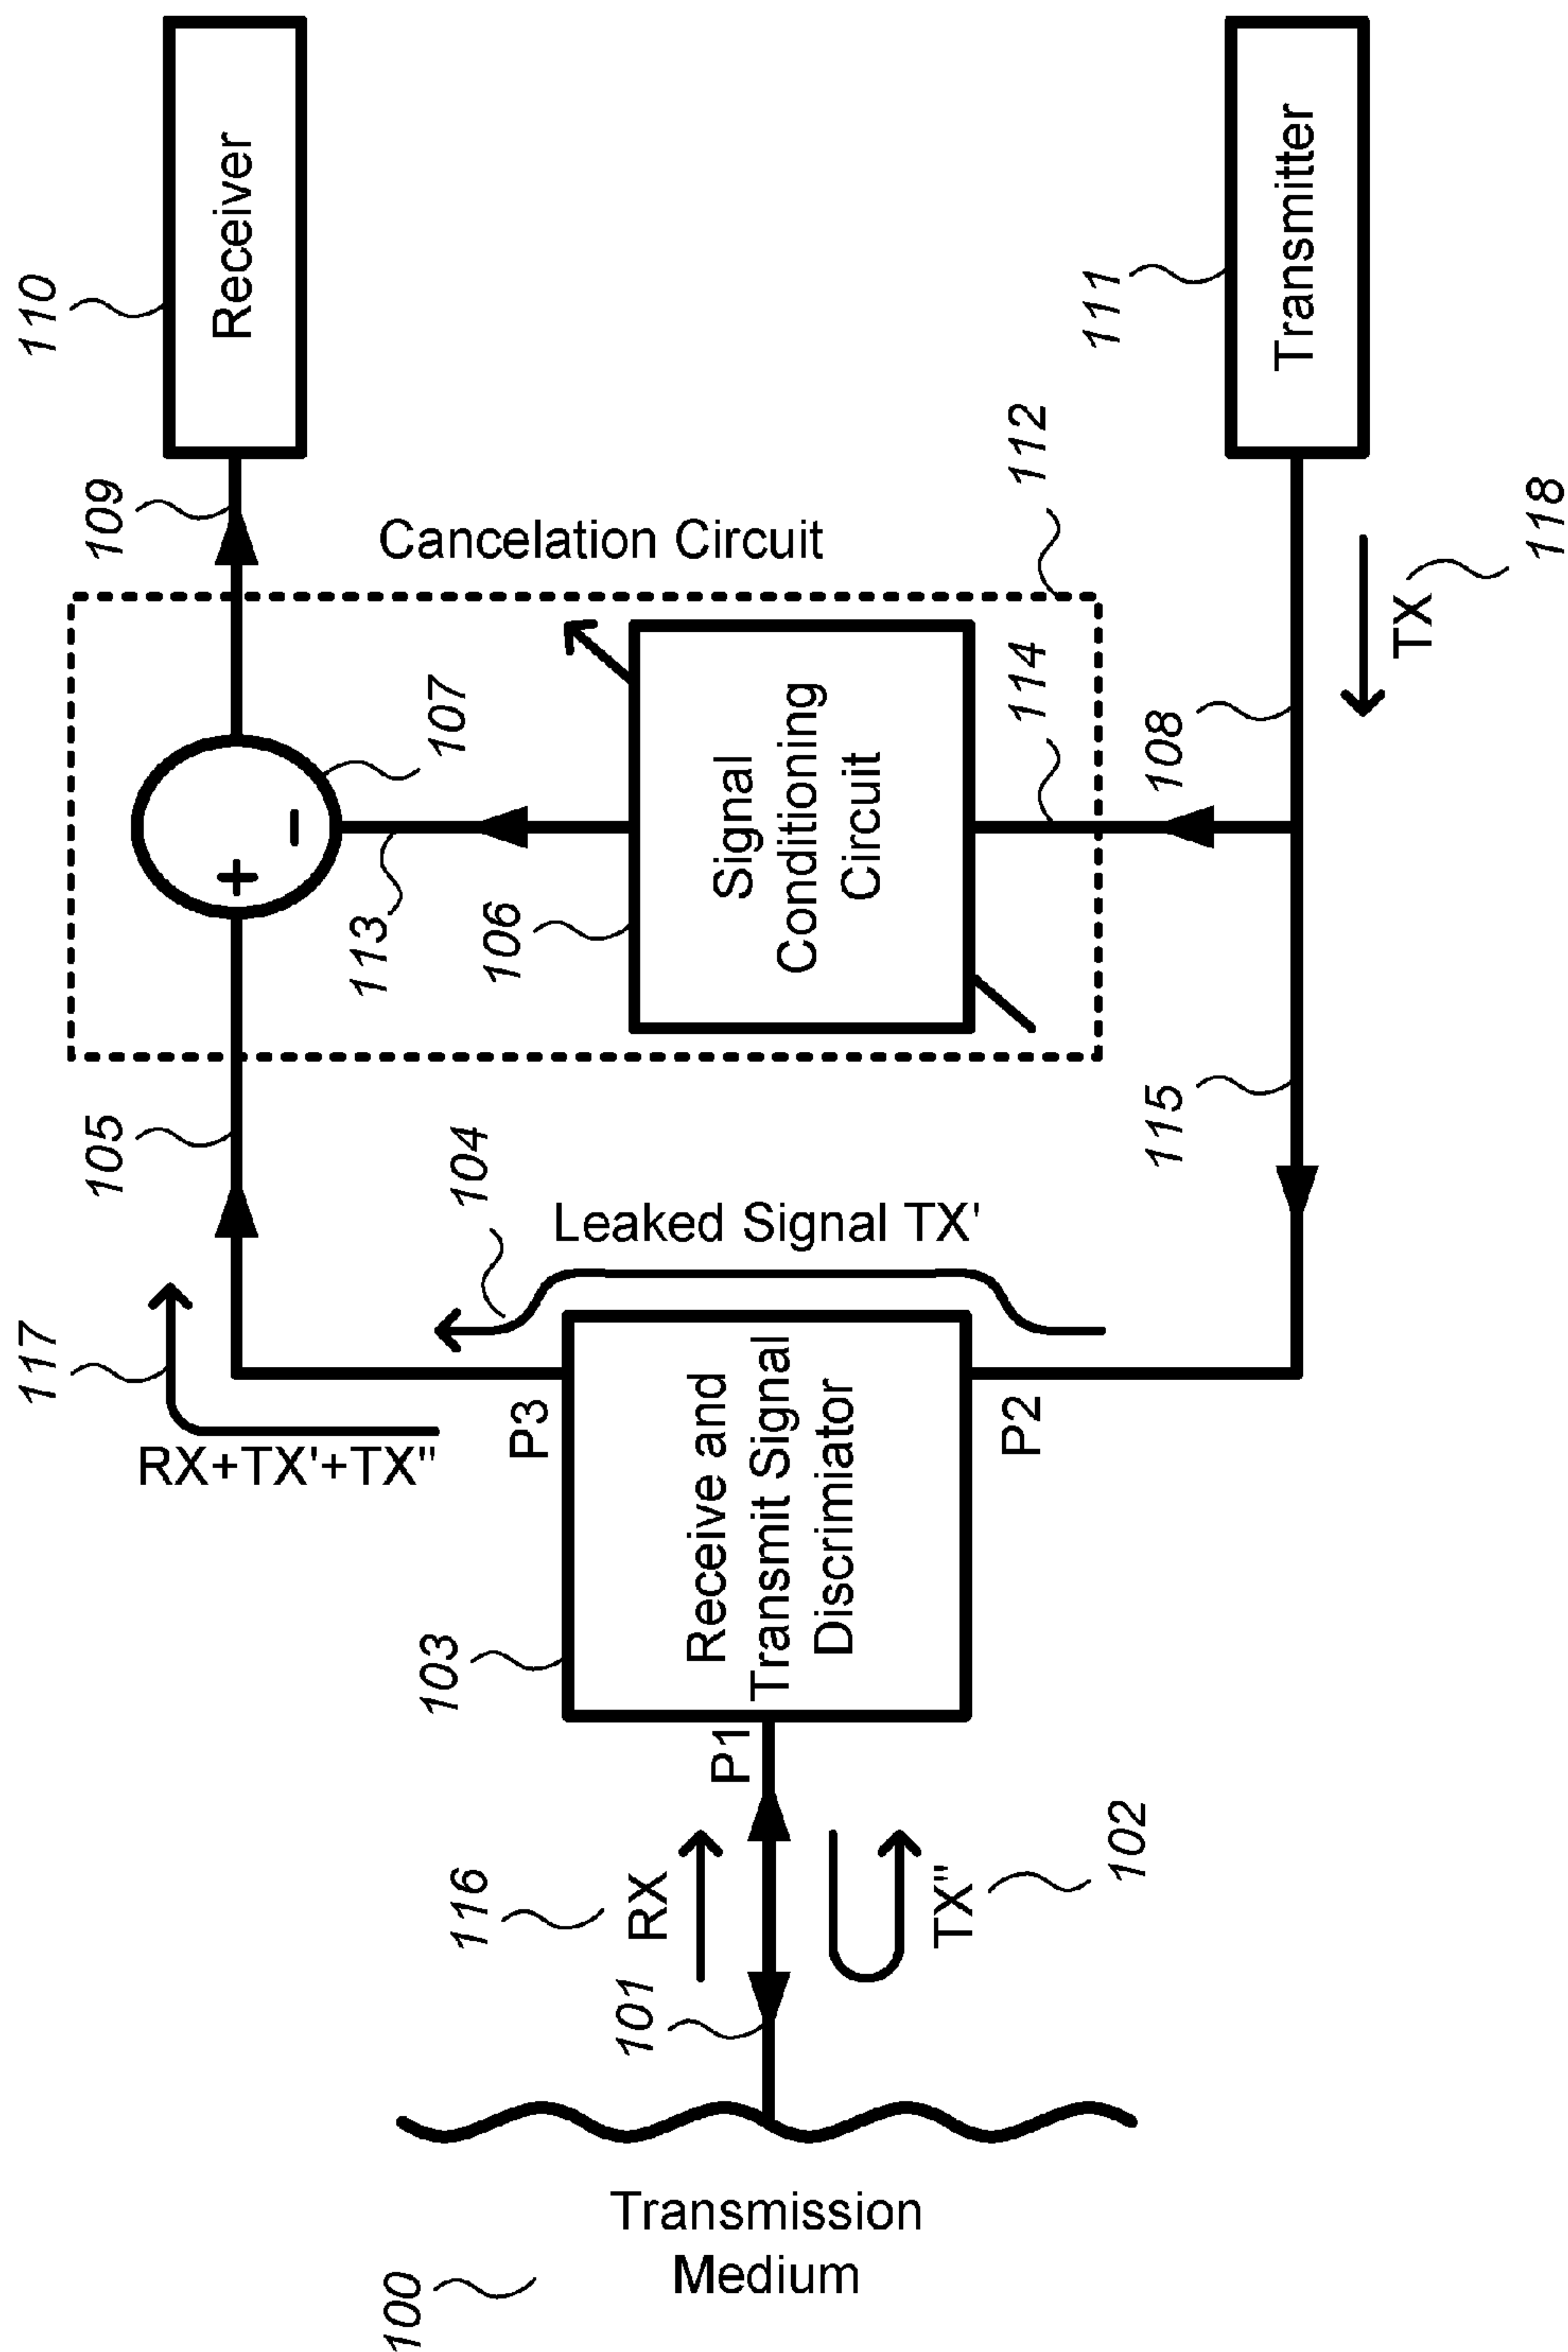 110
Receiver
109
Cancelation Circuit
112
111
Transmitter
118
TX
107
113
106
Signal
Conditioning
Circuit
114
108
105
104
Leaked Signal TX'
115
117
RX+TX'+TX"
P3
P2
103
Receive and
Transmit Signal
Discrimiator
P1
116
RX
101
TX"
102
+
–
Transmission
Medium
100